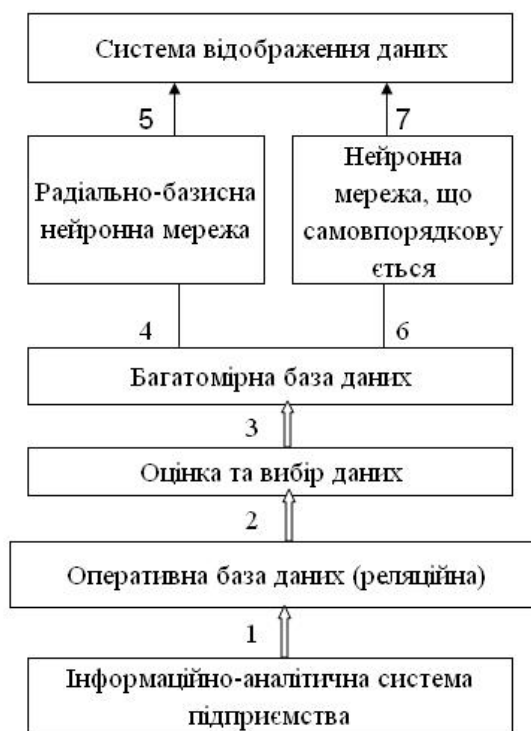 Система відображення даних
5
7
Радіально-базисна
нейронна мережа
Нейронна
мережа, що
самовпорядкову
ється
4
6
Багатомірна база даних
3
Оцінка та вибір даних
2
Оперативна база даних (реляційна)
1
Інформаційно-аналітична система
підприємства